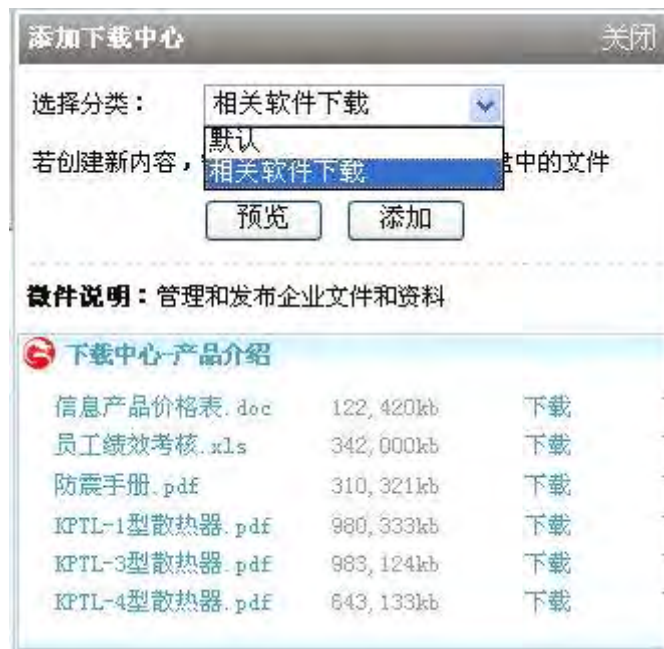 添加下载中心 关闭
选择分类： 相关软件下载
默认
若创建新内容， 中的文件
相关软件下载
预览 添加
微件说明：管理和发布企业文件和资料
下载中心-产品介绍
信息产品价格表.doc 122,420kb 下载
员工绩效考核.xls 342,000kb 下载
防震手册.pdf 310,321kb 下载
KPTL-1型散热器.pdf 980,333kb 下载
KPTL-3型散热器.pdf 983,124kb 下载
KPTL-4型散热器.pdf 643,133kb 下载